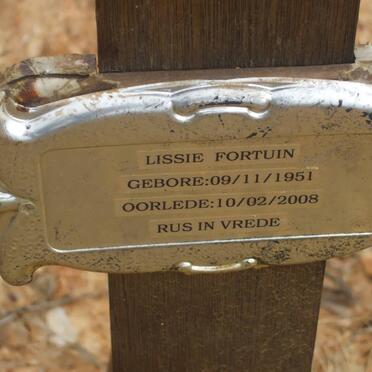 LISSIE FORTUIN
GEBORE:09/11/1951
OORLEDE:10/02/2008
RUS IN VREDE